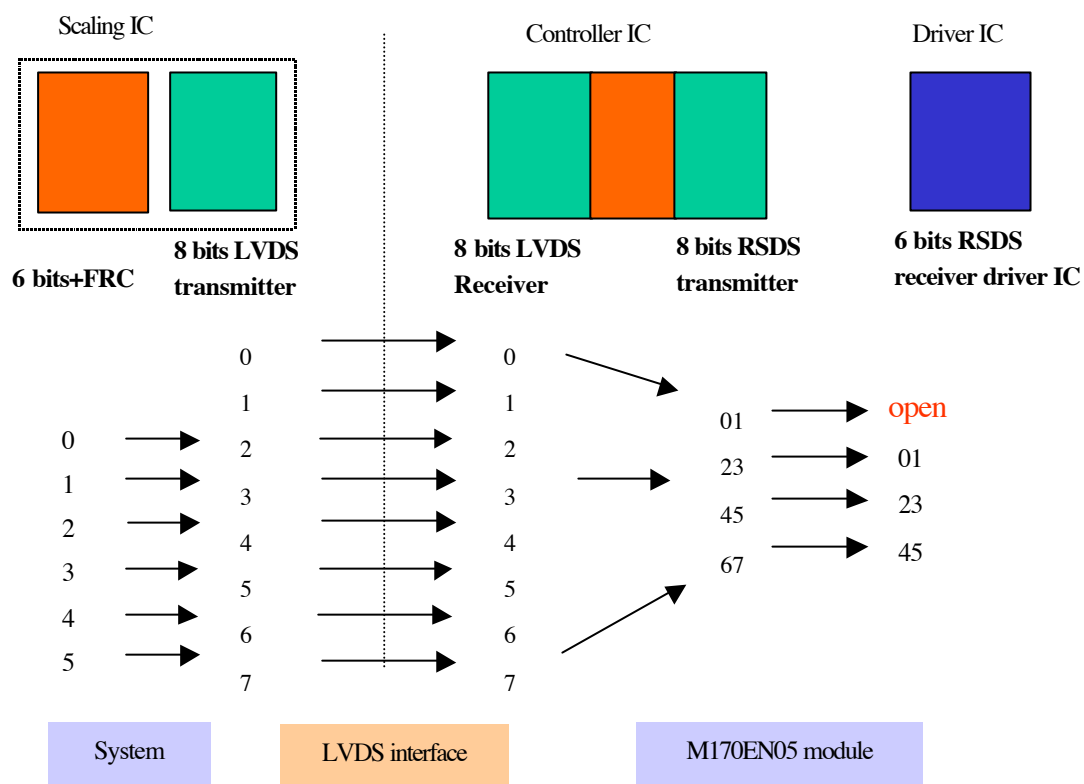 Scaling IC
Controller IC
Driver IC
6 bits+FRC
8 bits LVDS
transmitter
8 bits LVDS
Receiver
8 bits RSDS
transmitter
6 bits RSDS
receiver driver IC
0
1
2
3
4
5
0
1
2
3
4
5
6
7
0
1
2
3
4
5
6
7
01
23
45
67
open
01
23
45
System
LVDS interface
M170EN05 module